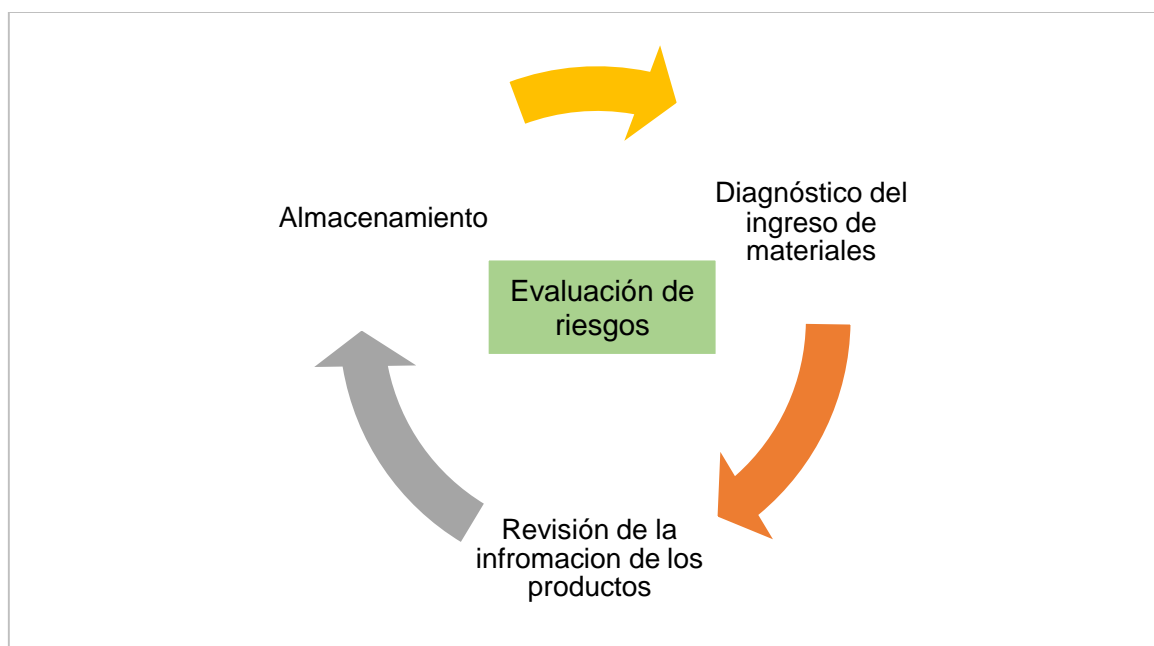 Almacenamiento
Diagnóstico del
ingreso de
materiales
Evaluación de
riesgos
Revisión de la
infromacion de los
productos